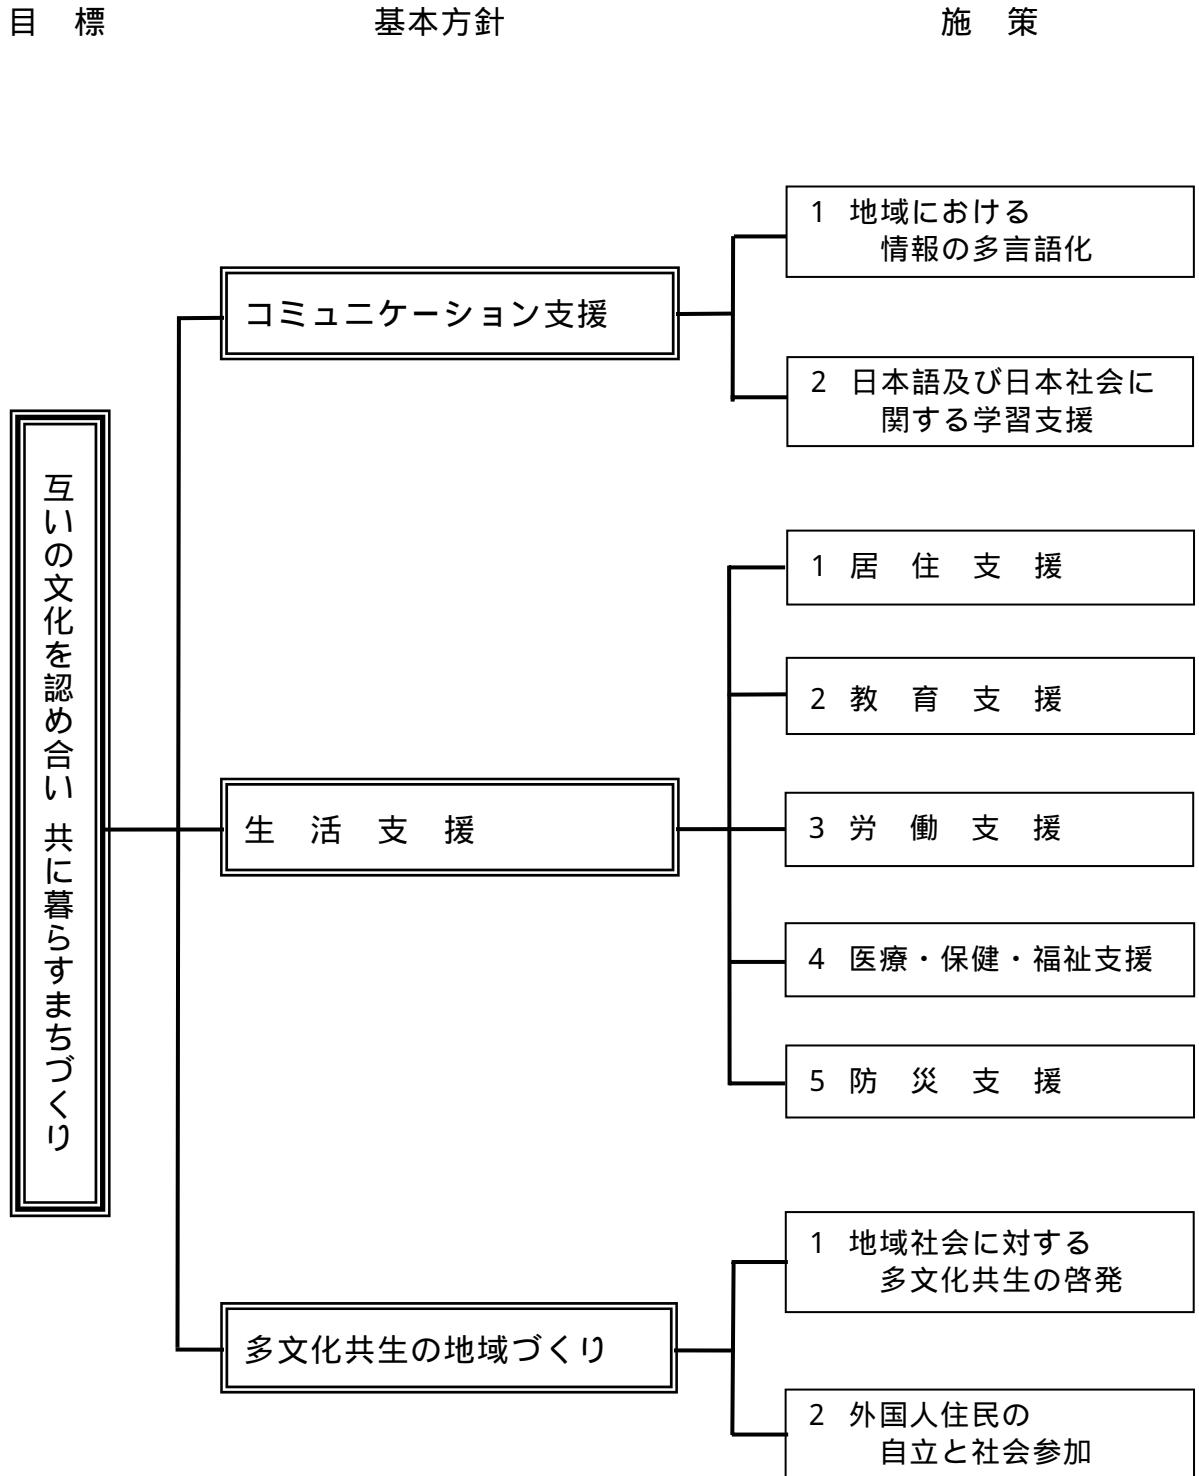 目　標　基本方針　施　策
互いの文化を認め合い 共に暮らすまちづくり
コミュニケーション支援
1 地域における
情報の多言語化
2 日本語及び日本社会に
関する学習支援
生　活　支　援
1 居　住　支　援
2 教　育　支　援
3 労　働　支　援
4 医療・保健・福祉支援
5 防　災　支　援
多文化共生の地域づくり
1 地域社会に対する
多文化共生の啓発
2 外国人住民の
自立と社会参加